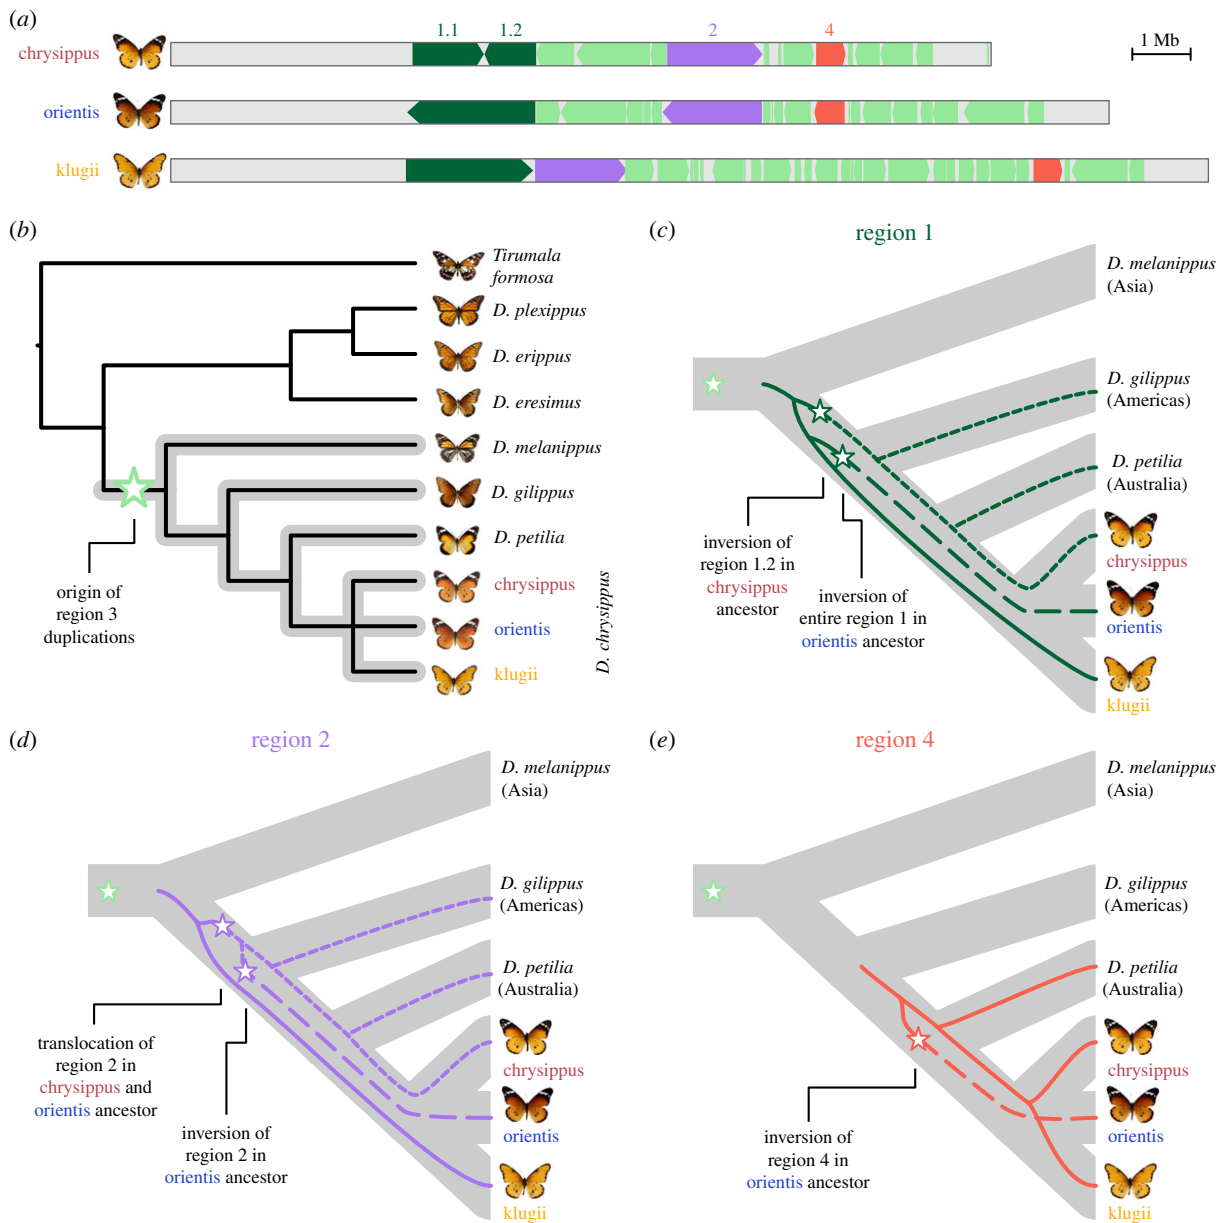 (a)
1.1 1.2 2 4
chrysippus
1 Mb
orientis
klugii
(b)
Tirumala
formosa
D. plexippus
D. erippus
D. eresimus
D. melanippus
D. gilippus
D. petilia
chrysippus
orientis
klugii
D. chrysippus
origin of
region 3
duplications
(c)
region 1
D. melanippus
(Asia)
D. gilippus
(Americas)
D. petilia
(Australia)
chrysippus
orientis
klugii
inversion of
region 1.2 in
chrysippus
ancestor
inversion of
entire region 1 in
orientis ancestor
(d)
region 2
D. melanippus
(Asia)
D. gilippus
(Americas)
D. petilia
(Australia)
chrysippus
orientis
klugii
translocation of
region 2 in
chrysippus and
orientis ancestor
inversion of
region 2 in
orientis ancestor
(e)
region 4
D. melanippus
(Asia)
D. gilippus
(Americas)
D. petilia
(Australia)
chrysippus
orientis
klugii
inversion of
region 4 in
orientis ancestor